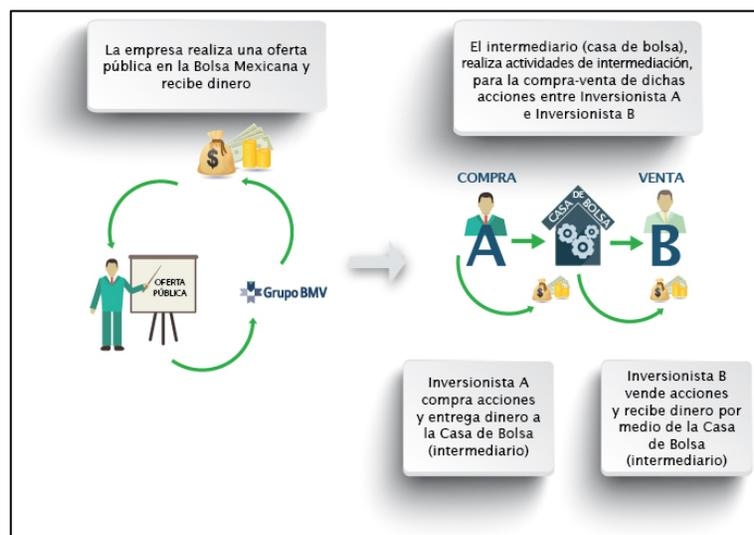 La empresa realiza una oferta
pública en la Bolsa Mexicana y
recibe dinero
El intermediario (casa de bolsa),
realiza actividades de intermediación,
para la compra-venta de dichas
acciones entre Inversionista A
e Inversionista B
$
OFERTA
PÚBLICA
Grupo BMV
COMPRA
VENTA
CASA DE BOLSA
A
B
$
$
Inversionista A
compra acciones
y entrega dinero a
la Casa de Bolsa
(intermediario)
Inversionista B
vende acciones
y recibe dinero por
medio de la Casa
de Bolsa
(intermediario)